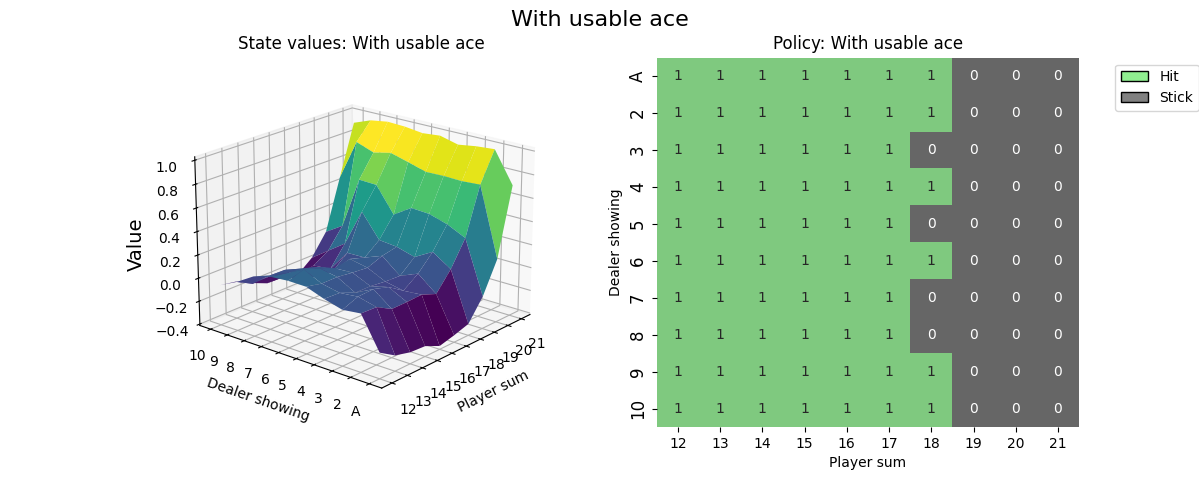 With usable ace
State values: With usable ace
1.0
0.8
0.6
0.4
0.2
0.0
−0.2
−0.4
Value
10 9 8 7 6 5 4 3 2 A
Dealer showing
12 13 14 15 16 17 18 19 20 21
Player sum
Policy: With usable ace
Dealer showing
A 1 1 1 1 1 1 1 0 0 0
2 1 1 1 1 1 1 1 0 0 0
3 1 1 1 1 1 1 0 0 0 0
4 1 1 1 1 1 1 1 0 0 0
5 1 1 1 1 1 1 0 0 0 0
6 1 1 1 1 1 1 1 0 0 0
7 1 1 1 1 1 1 0 0 0 0
8 1 1 1 1 1 1 0 0 0 0
9 1 1 1 1 1 1 1 0 0 0
10 1 1 1 1 1 1 1 0 0 0
12 13 14 15 16 17 18 19 20 21
Player sum
Hit
Stick